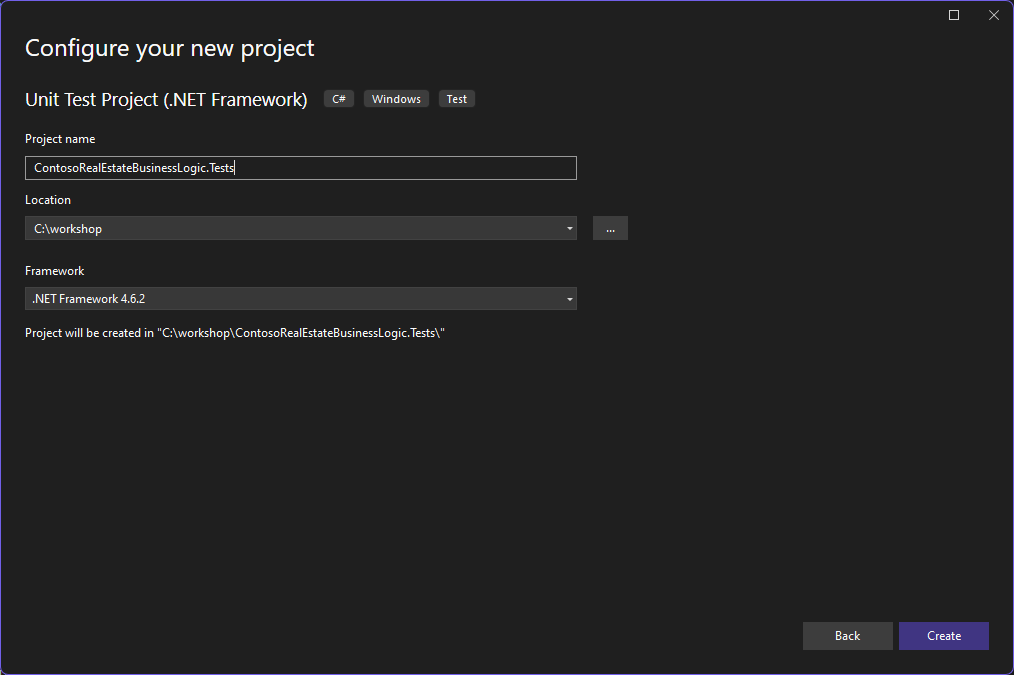 Configure your new project
Unit Test Project (.NET Framework) C# Windows Test
Project name
ContosoRealEstateBusinessLogic.Tests
Location
C:\workshop ...
Framework
.NET Framework 4.6.2
Project will be created in "C:\workshop\ContosoRealEstateBusinessLogic.Tests\"
Back Create